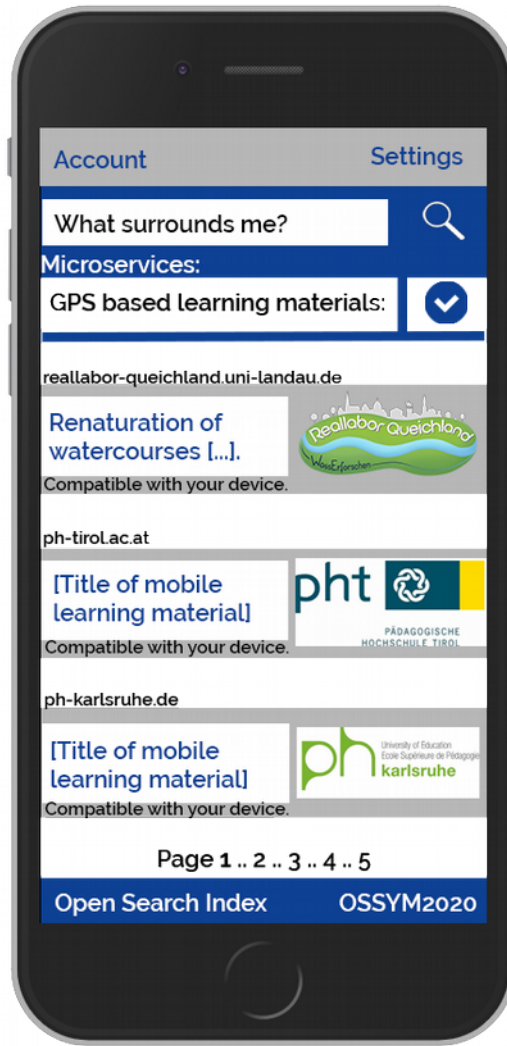 Account
Settings
What surrounds me?
Microservices:
GPS based learning materials:
reallabor-queichland.uni-landau.de
Renaturation of
watercourses [...].
Reallabor Queichland
WassErforschen
Compatible with your device.
ph-tirol.ac.at
[Title of mobile
learning material]
pht
PÄDAGOGISCHE
HOCHSCHULE TIROL
Compatible with your device.
ph-karlsruhe.de
[Title of mobile
learning material]
ph
University of Education
Ecole Supérieure de Pédagogie
karlsruhe
Compatible with your device.
Page 1 .. 2 .. 3 .. 4 .. 5
Open Search Index
OSSYM2020